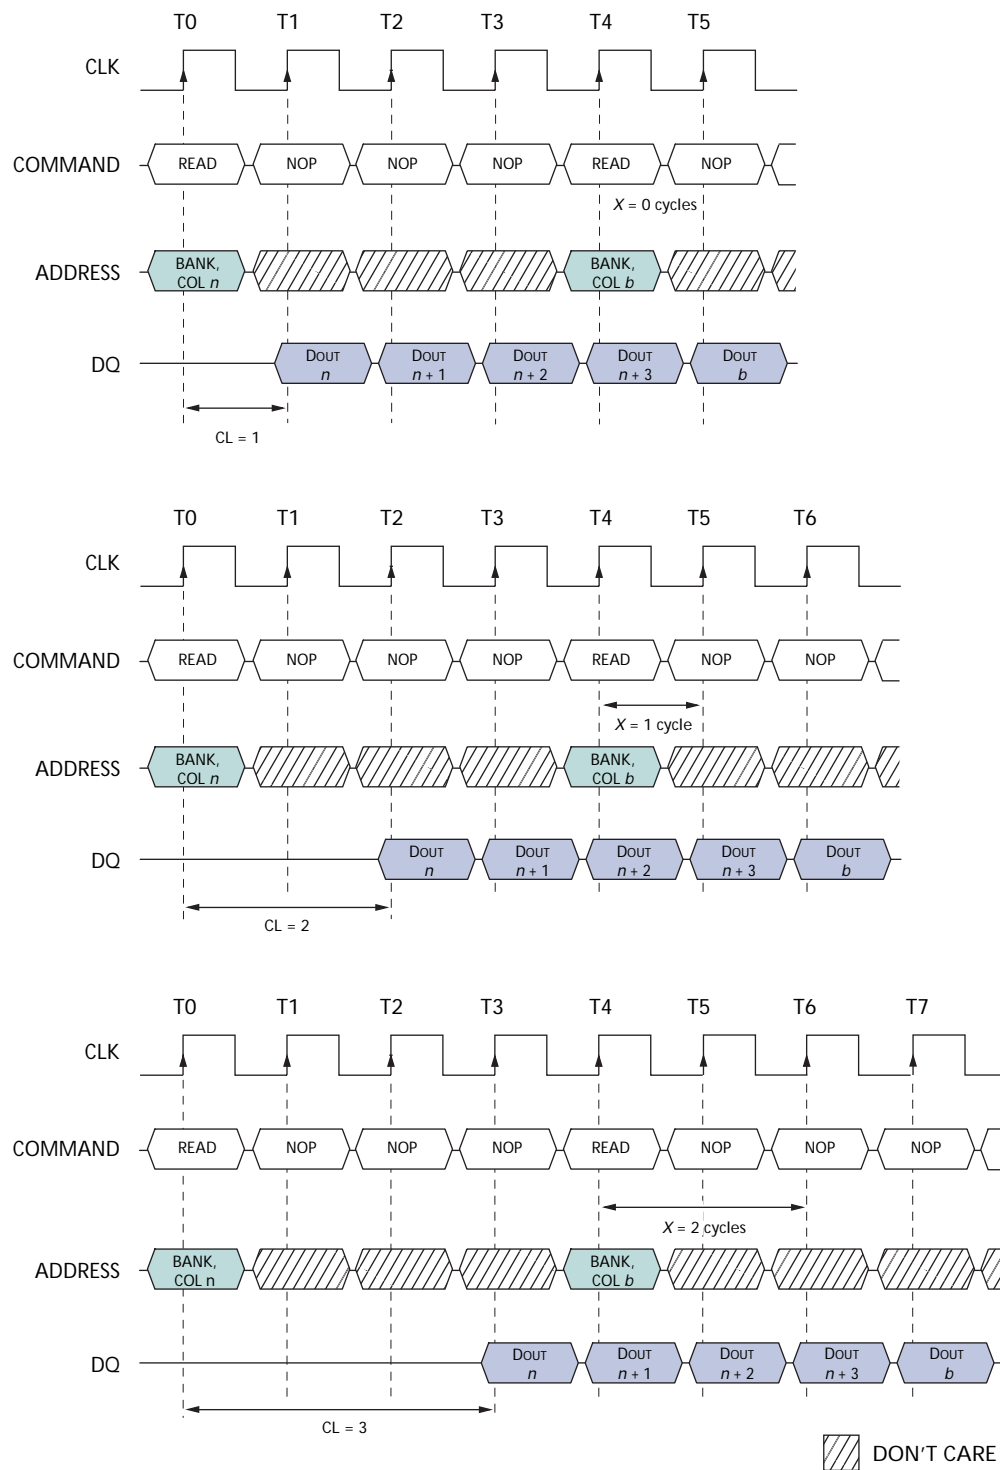 T0 T1 T2 T3 T4 T5
CLK
COMMAND READ NOP NOP NOP READ NOP
X = 0 cycles
ADDRESS BANK, COL n BANK, COL b
DQ DOUT n DOUT n + 1 DOUT n + 2 DOUT n + 3 DOUT b
CL = 1
T0 T1 T2 T3 T4 T5 T6
CLK
COMMAND READ NOP NOP NOP READ NOP NOP
X = 1 cycle
ADDRESS BANK, COL n BANK, COL b
DQ DOUT n DOUT n + 1 DOUT n + 2 DOUT n + 3 DOUT b
CL = 2
T0 T1 T2 T3 T4 T5 T6 T7
CLK
COMMAND READ NOP NOP NOP READ NOP NOP NOP
X = 2 cycles
ADDRESS BANK, COL n BANK, COL b
DQ DOUT n DOUT n + 1 DOUT n + 2 DOUT n + 3 DOUT b
CL = 3
DON'T CARE